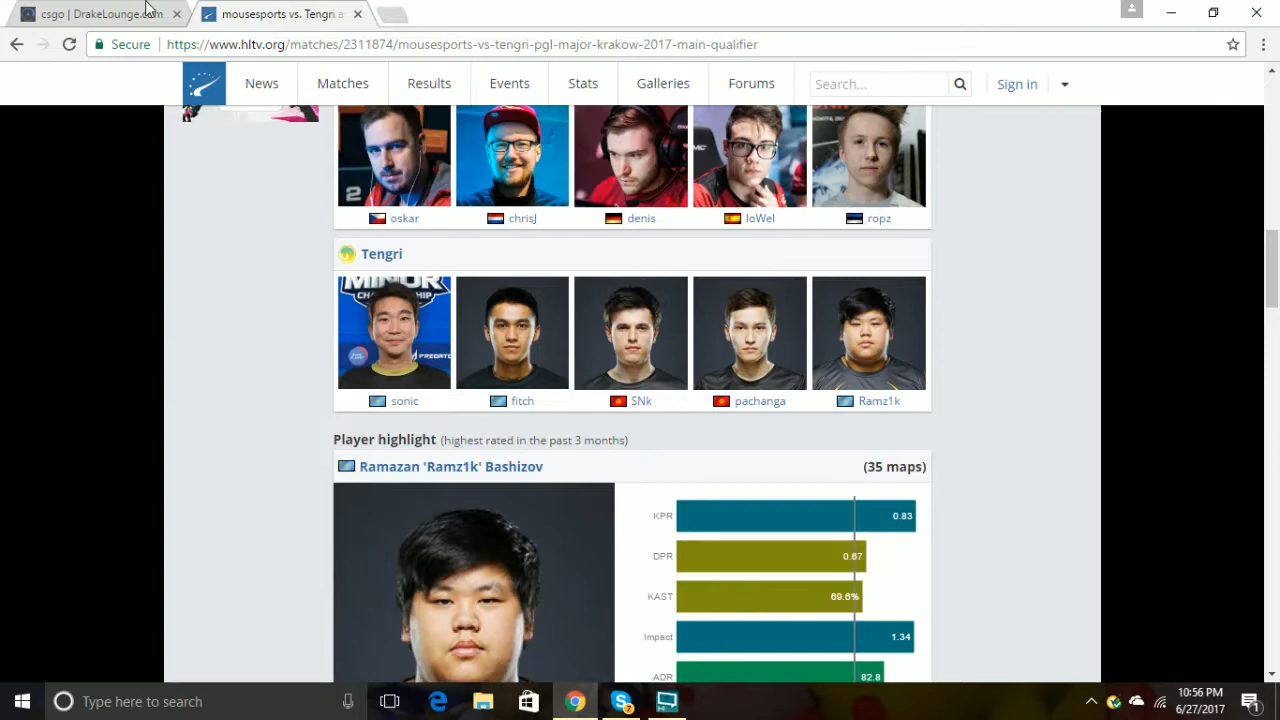 csgo | DrakeLounge.com
mousesports vs. Tengri a
Secure
https://www.hltv.org/matches/2311874/mousesports-vs-tengri-pgl-major-krakow-2017-main-qualifier
News Matches Results Events Stats Galleries Forums Search... Sign in
oskar chrisJ denis loWel ropz
Tengri
sonic fitch SNk pachanga Ramz1k
Player highlight (highest rated in the past 3 months)
Ramazan 'Ramz1k' Bashizov (35 maps)
KPR 0.83
DPR 0.67
KAST 69.6%
Impact 1.34
ADR 82.8
Type here to search
10:56 PM
6/27/2017